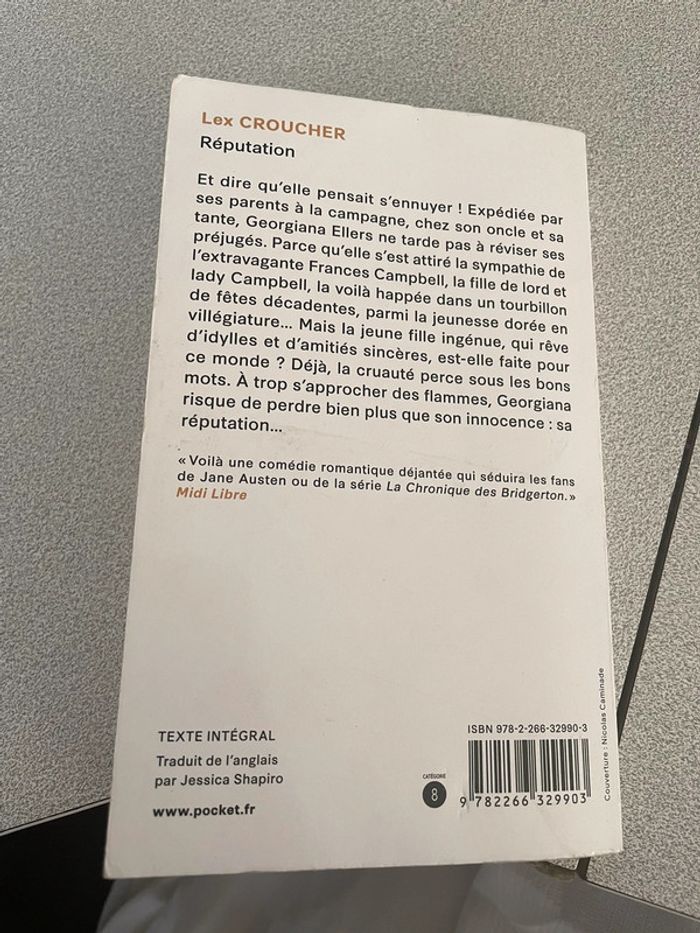 Lex CROUCHER
Réputation
Et dire qu'elle pensait s'ennuyer ! Expédiée par
ses parents à la campagne, chez son oncle et sa
tante, Georgiana Ellers ne tarde pas à réviser ses
préjugés. Parce qu'elle s'est attiré la sympathie de
l'extravagante Frances Campbell, la fille de lord et
lady Campbell, la voilà happée dans un tourbillon
de fêtes décadentes, parmi la jeunesse dorée en
villégiature... Mais la jeune fille ingénue, qui rêve
d'idylles et d'amitiés sincères, est-elle faite pour
ce monde ? Déjà, la cruauté perce sous les bons
mots. À trop s'approcher des flammes, Georgiana
risque de perdre bien plus que son innocence : sa
réputation...
« Voilà une comédie romantique déjantée qui séduira les fans
de Jane Austen ou de la série La Chronique des Bridgerton. »
Midi Libre
TEXTE INTÉGRAL
Traduit de l'anglais
par Jessica Shapiro
www.pocket.fr
CATÉGORIE
8
ISBN 978-2-266-32990-3
9 782266 329903
Couverture : Nicolas Caminade